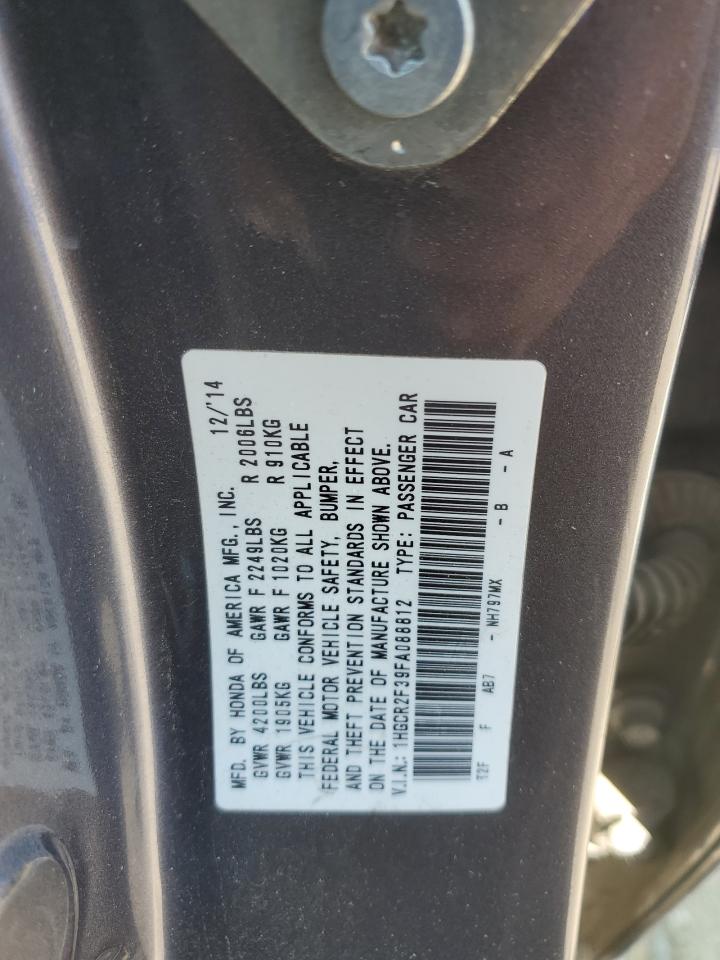 MFD. BY HONDA OF AMERICA MFG., INC. 12/'14
GVWR 4200LBS GAWR F 2249LBS R 2006LBS
GVWR 1905KG GAWR F 1020KG R 910KG
THIS VEHICLE CONFORMS TO ALL APPLICABLE
FEDERAL MOTOR VEHICLE SAFETY, BUMPER,
AND THEFT PREVENTION STANDARDS IN EFFECT
ON THE DATE OF MANUFACTURE SHOWN ABOVE.
V.I.N.: 1HGCR2F39FA088812 TYPE: PASSENGER CAR
T2F F AB7 - NH797MX - B - A